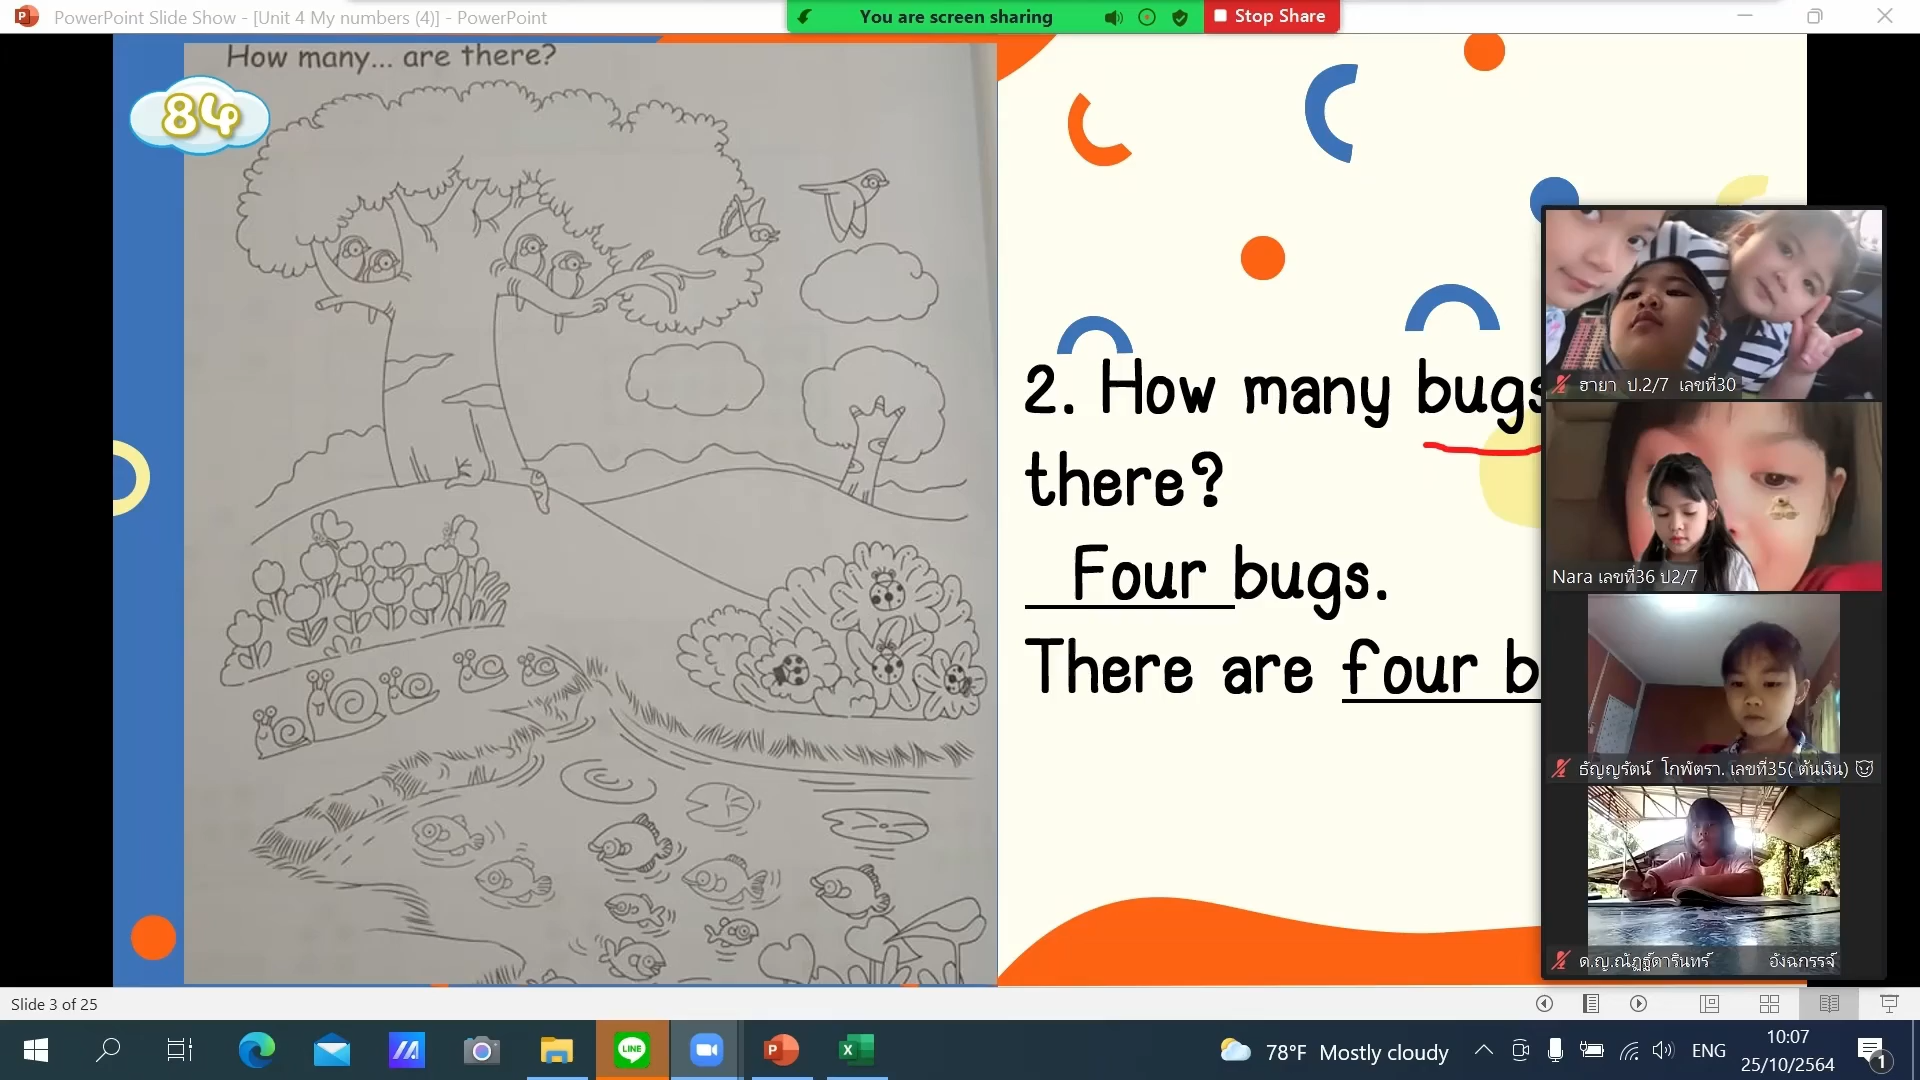 PowerPoint Slide Show - [Unit 4 My numbers (4)] - PowerPoint
You are screen sharing
Stop Share
How many... are there?
84
2. How many bugs
there?
Four bugs.
There are four b
ฮายา ป.2/7 เลขที่30
Nara เลขที่36 ป2/7
ธัญญรัตน์ โกพัตรา. เลขที่35( ต้นเงิน)
ด.ญ.ณัฏฐ์ดารินทร์ อังฉกรรจ์
Slide 3 of 25
LINE
78°F Mostly cloudy
ENG
10:07
25/10/2564
1